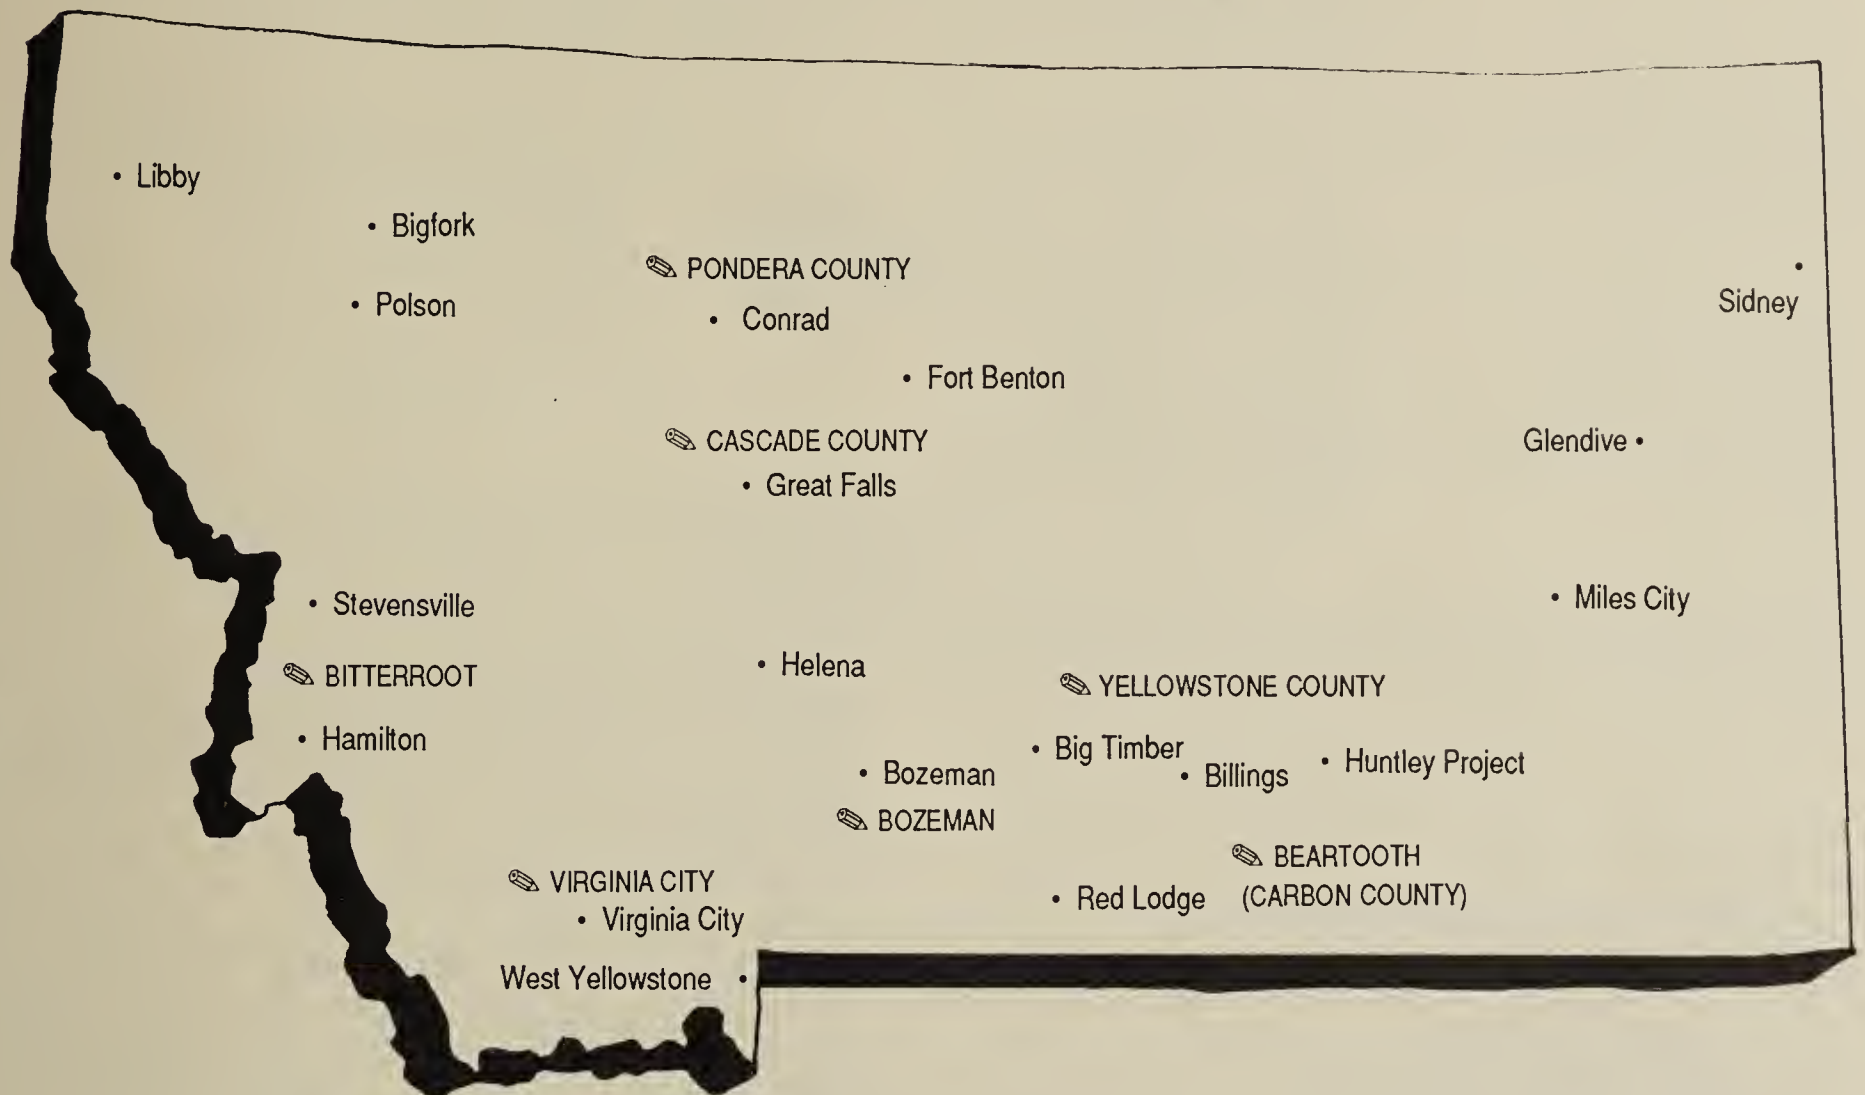 • Libby
• Bigfork
PONDERA COUNTY
• Polson
• Conrad
• Sidney
• Fort Benton
CASCADE COUNTY
Glendive •
• Great Falls
• Stevensville
• Miles City
• Helena
BITTERROOT
YELLOWSTONE COUNTY
• Hamilton
• Big Timber
• Billings
• Huntley Project
• Bozeman
BOZEMAN
BEARTOOTH
(CARBON COUNTY)
• Red Lodge
VIRGINIA CITY
• Virginia City
West Yellowstone •